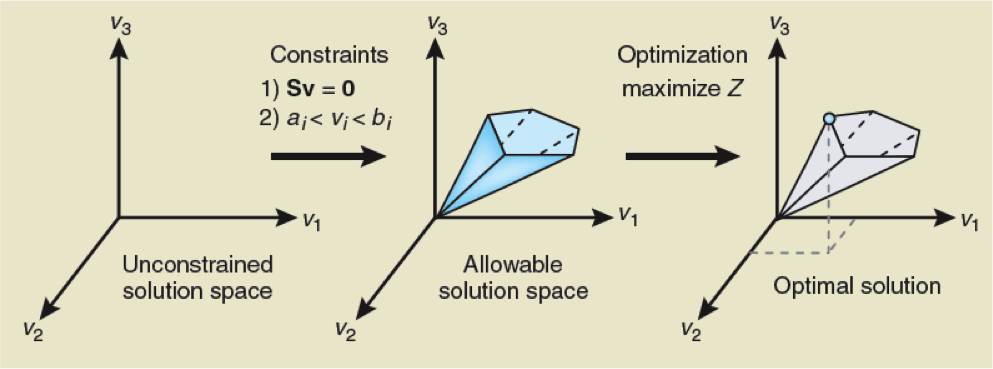 v₃
v₁
v₂
Unconstrained
solution space
Constraints
1) Sv = 0
2) aᵢ < vᵢ < bᵢ
v₃
v₁
v₂
Allowable
solution space
Optimization
maximize Z
v₃
v₁
v₂
Optimal solution